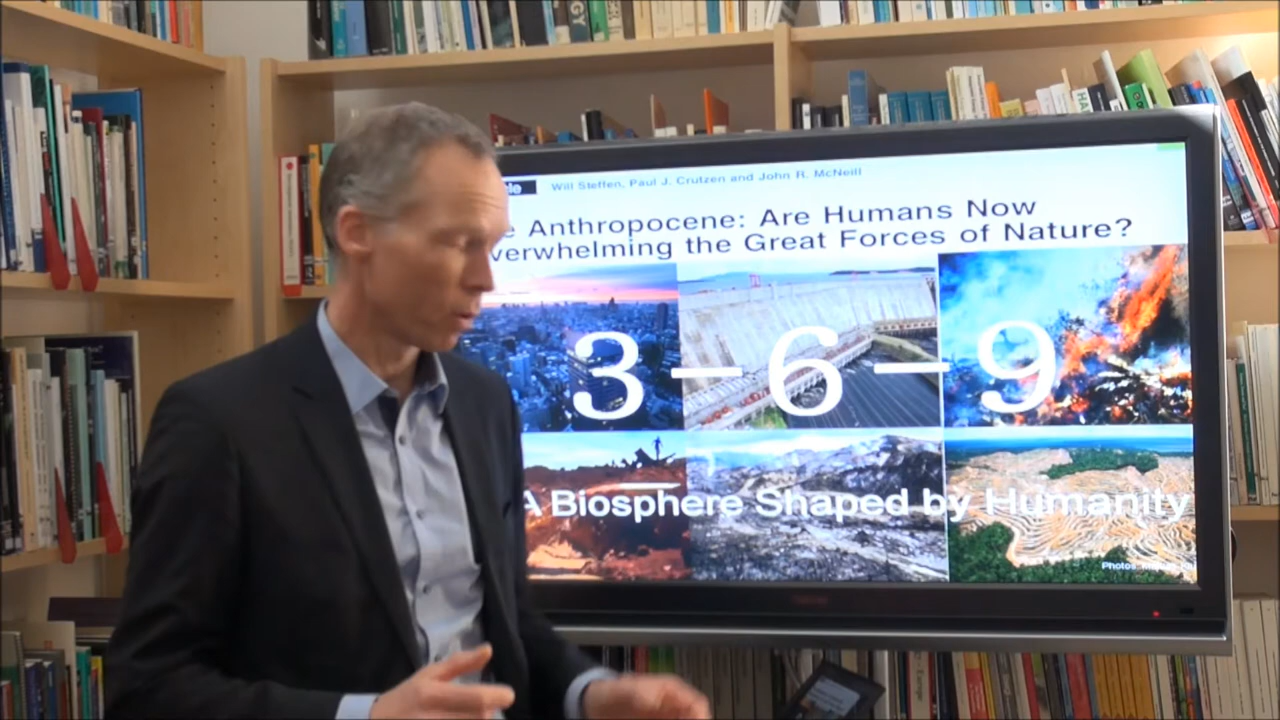 Will Steffen, Paul J. Crutzen and John R. McNeill
Anthropocene: Are Humans Now
verwhelming the Great Forces of Nature?
3 – 6 – 9
A Biosphere Shaped by Humanity
Photos